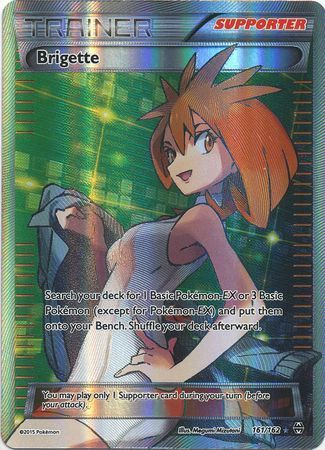 TRAINER
SUPPORTER
Brigette
Search your deck for 1 Basic Pokémon-EX or 3 Basic
Pokémon (except for Pokémon-EX) and put them
onto your Bench. Shuffle your deck afterward.
You may play only 1 Supporter card during your turn (before
your attack).
©2015 Pokémon
Illus. Megumi Mizutani
161/162